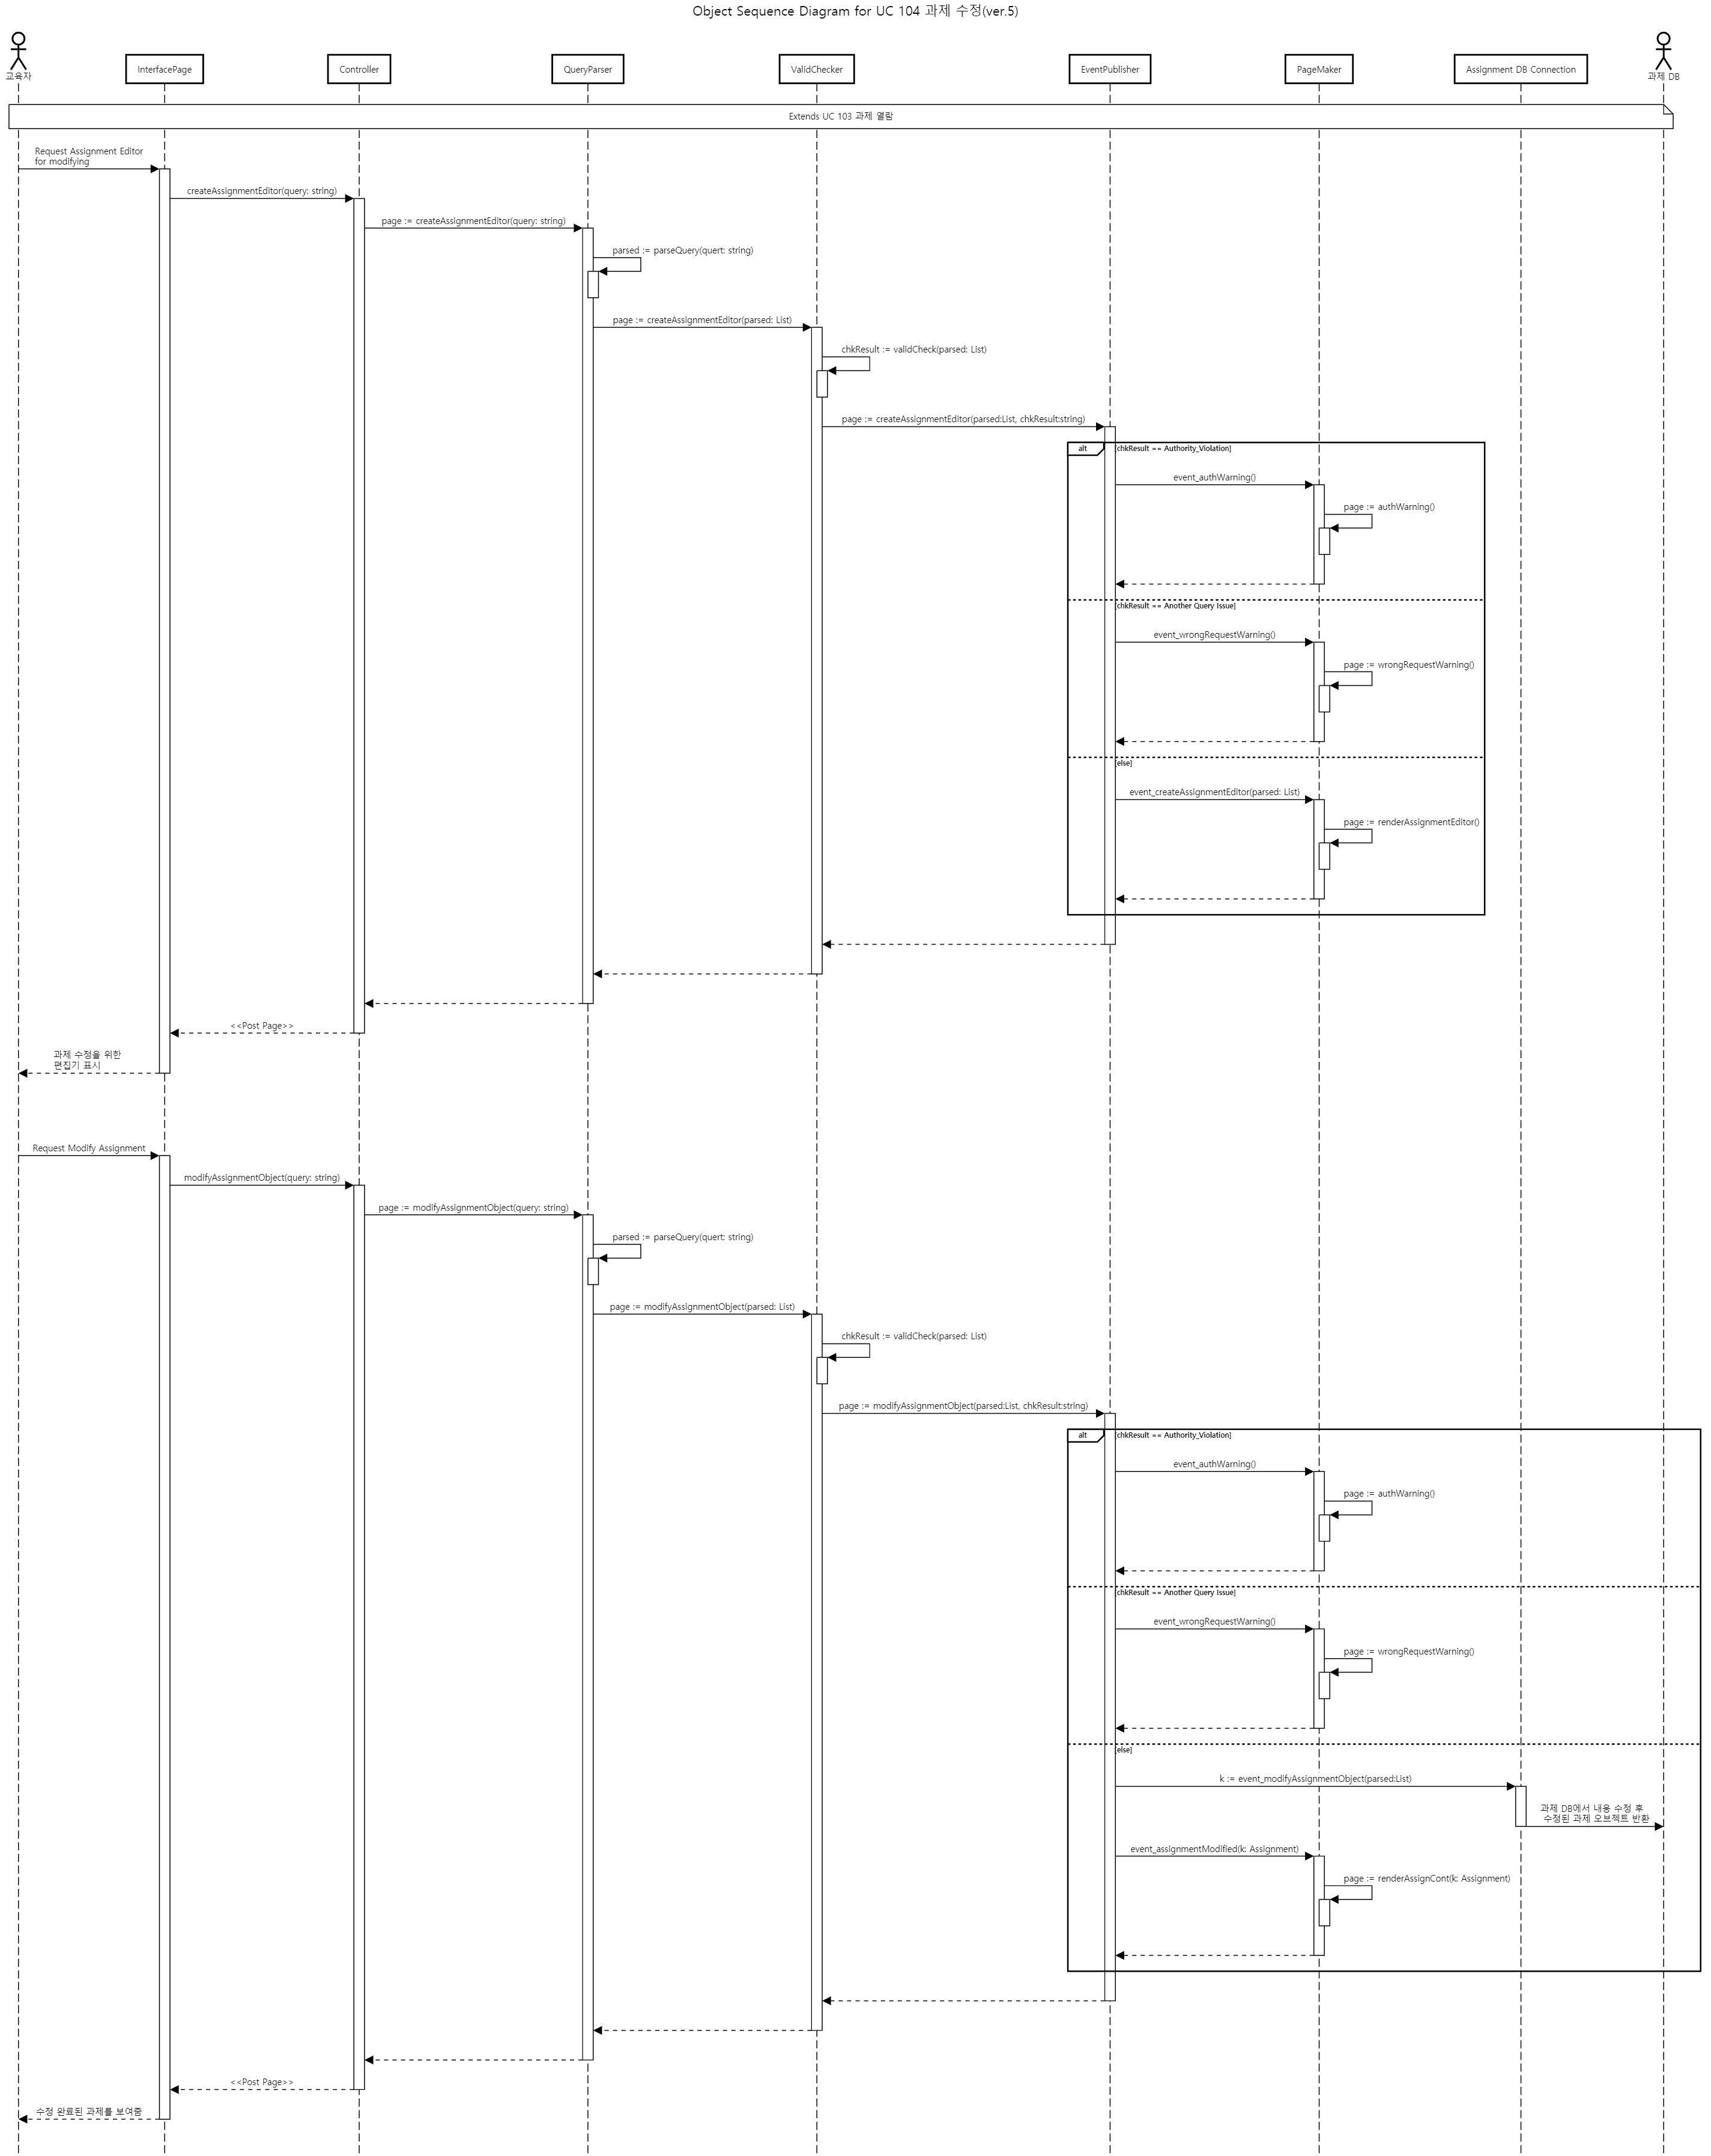 Object Sequence Diagram for UC 104 과제 수정(ver.5)
교육자
InterfacePage
Controller
QueryParser
ValidChecker
EventPublisher
PageMaker
Assignment DB Connection
과제 DB
Extends UC 103 과제 열람
Request Assignment Editor
for modifying
createAssignmentEditor(query: string)
page := createAssignmentEditor(query: string)
parsed := parseQuery(quert: string)
page := createAssignmentEditor(parsed: List)
chkResult := validCheck(parsed: List)
page := createAssignmentEditor(parsed:List, chkResult:string)
alt
[chkResult == Authority_Violation]
event_authWarning()
page := authWarning()
[chkResult == Another Query Issue]
event_wrongRequestWarning()
page := wrongRequestWarning()
[else]
event_createAssignmentEditor(parsed: List)
page := renderAssignmentEditor()
<<Post Page>>
과제 수정을 위한
편집기 표시
Request Modify Assignment
modifyAssignmentObject(query: string)
page := modifyAssignmentObject(query: string)
parsed := parseQuery(quert: string)
page := modifyAssignmentObject(parsed: List)
chkResult := validCheck(parsed: List)
page := modifyAssignmentObject(parsed:List, chkResult:string)
alt
[chkResult == Authority_Violation]
event_authWarning()
page := authWarning()
[chkResult == Another Query Issue]
event_wrongRequestWarning()
page := wrongRequestWarning()
[else]
k := event_modifyAssignmentObject(parsed:List)
과제 DB에서 내용 수정 후
수정된 과제 오브젝트 반환
event_assignmentModified(k: Assignment)
page := renderAssignCont(k: Assignment)
<<Post Page>>
수정 완료된 과제를 보여줌